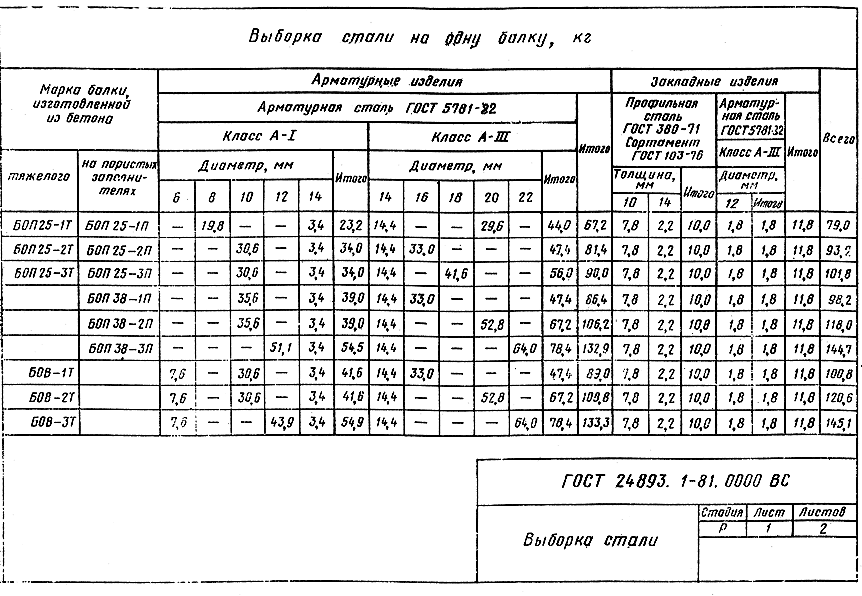 Выборка стали на одну балку, кг
Марка балки, изготовленной из бетона
Арматурные изделия
Закладные изделия
Всего
Арматурная сталь ГОСТ 5781-82
Итого
Профильная сталь ГОСТ 380-71 Сортамент ГОСТ 103-76
Арматурная сталь ГОСТ 5781-82
Итого
Класс А-I
Класс А-III
Класс А-III
тяжелого
на пористых заполнителях
Диаметр, мм
Итого
Диаметр, мм
Итого
Толщина, мм
Итого
Диаметр, мм
6 8 10 12 14 14 16 18 20 22 10 14 12 Итого
БОП25-1Т БОП 25-1П — 19,8 — — 3,4 23,2 14,4 — — 29,6 — 44,0 67,2 7,8 2,2 10,0 1,8 1,8 11,8 79,0
БОП25-2Т БОП 25-2П — — 30,6 — 3,4 34,0 14,4 33,0 — — — 47,4 81,4 7,8 2,2 10,0 1,8 1,8 11,8 93,2
БОП25-3Т БОП 25-3П — — 30,6 — 3,4 34,0 14,4 — 41,6 — — 56,0 90,0 7,8 2,2 10,0 1,8 1,8 11,8 101,8
БОП 38-1П — — 35,6 — 3,4 39,0 14,4 33,0 — — — 47,4 86,4 7,8 2,2 10,0 1,8 1,8 11,8 98,2
БОП 38-2П — — 35,6 — 3,4 39,0 14,4 — — 52,8 — 67,2 106,2 7,8 2,2 10,0 1,8 1,8 11,8 118,0
БОП 38-3П — — — 51,1 3,4 54,5 14,4 — — — 64,0 78,4 132,9 7,8 2,2 10,0 1,8 1,8 11,8 144,7
БОВ-1Т 7,6 — 30,6 — 3,4 41,6 14,4 33,0 — — — 47,4 89,0 7,8 2,2 10,0 1,8 1,8 11,8 100,8
БОВ-2Т 7,6 — 30,6 — 3,4 41,6 14,4 — — 52,8 — 67,2 108,8 7,8 2,2 10,0 1,8 1,8 11,8 120,6
БОВ-3Т 7,6 — — 43,9 3,4 54,9 14,4 — — — 64,0 78,4 133,3 7,8 2,2 10,0 1,8 1,8 11,8 145,1
ГОСТ 24893. 1-81. 0000 ВС
Выборка стали
Стадия Лист Листов
Р 1 2